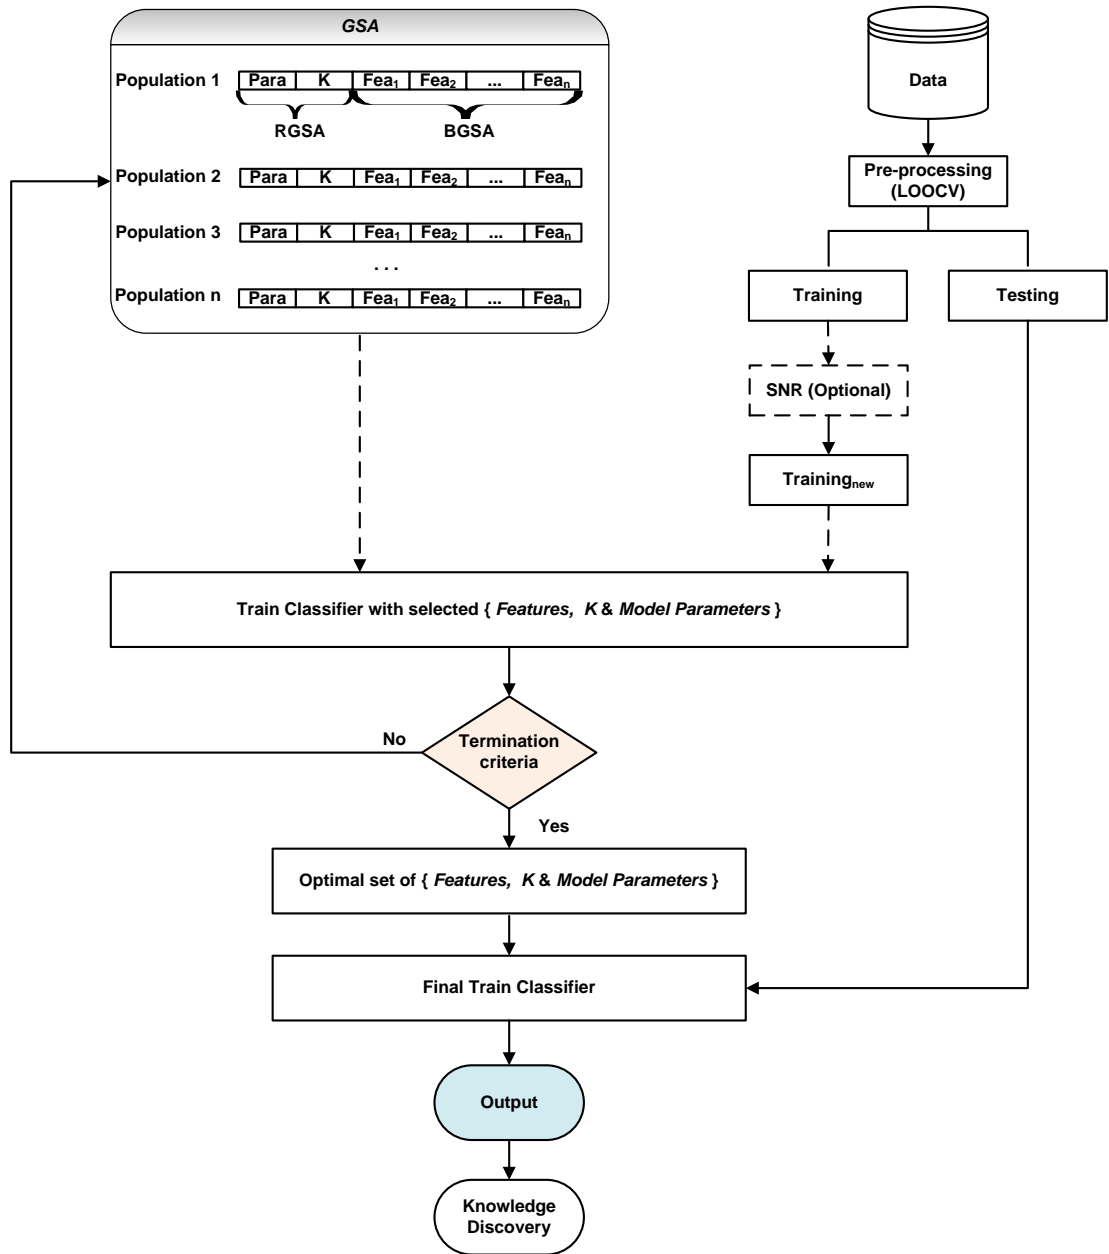 GSA
Population 1 Para K Fea1 Fea2 ... Fean
RGSA BGSA
Population 2 Para K Fea1 Fea2 ... Fean
Population 3 Para K Fea1 Fea2 ... Fean
. . .
Population n Para K Fea1 Fea2 ... Fean
Data
Pre-processing
(LOOCV)
Training
Testing
SNR (Optional)
Trainingnew
Train Classifier with selected { Features, K & Model Parameters }
No
Termination
criteria
Yes
Optimal set of { Features, K & Model Parameters }
Final Train Classifier
Output
Knowledge
Discovery